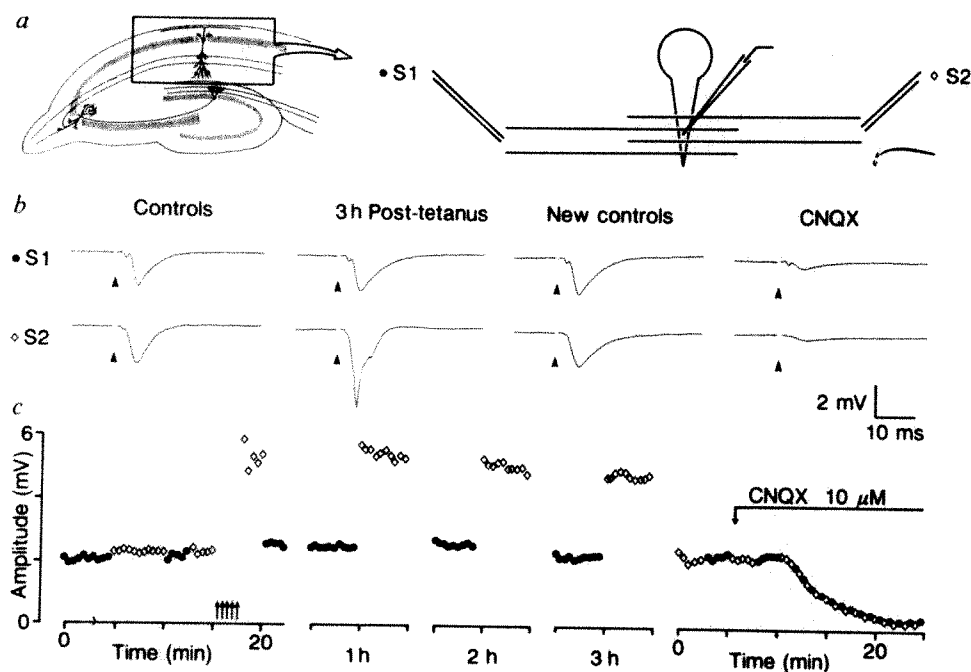 a
● S1
◇ S2
b
Controls
3 h Post-tetanus
New controls
CNQX
● S1
◇ S2
2 mV
10 ms
c
Amplitude (mV)
6
0
CNQX 10 μM
0
Time (min)
20
1 h
2 h
3 h
0
Time (min)
20